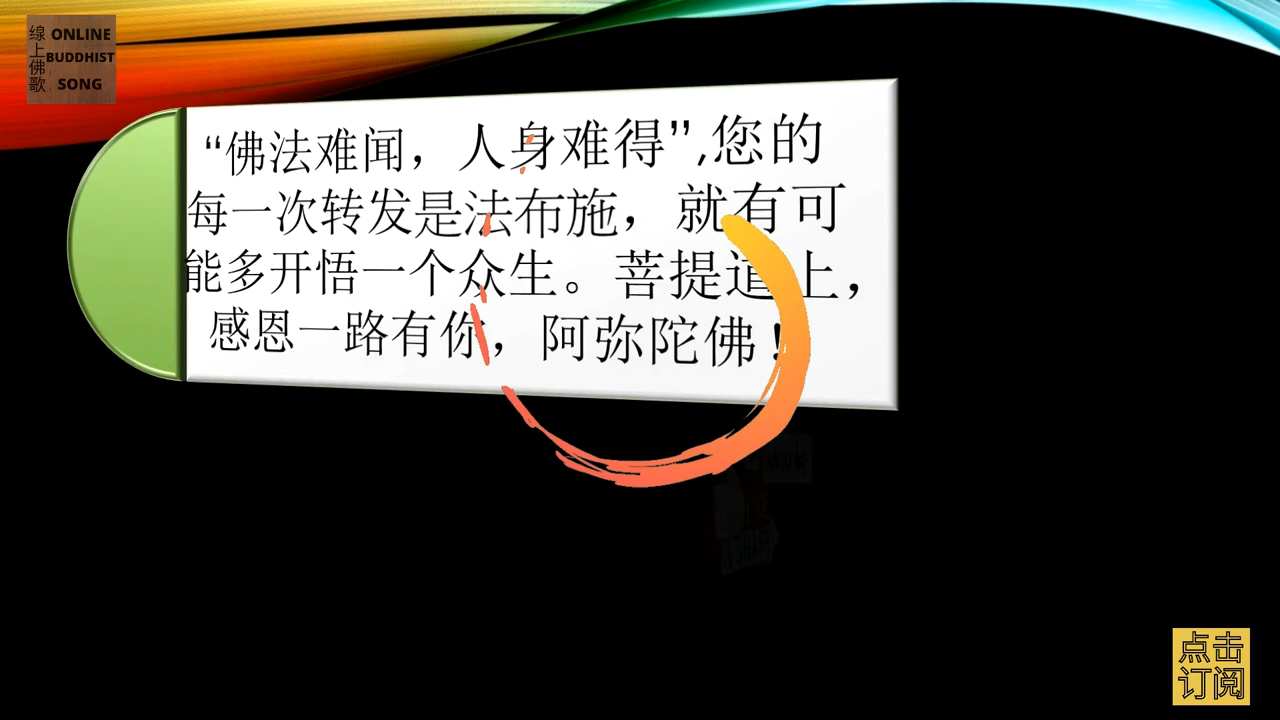 线上佛歌
ONLINE
BUDDHIST
SONG
“佛法难闻，人身难得”,您的
每一次转发是法布施，就有可
能多开悟一个众生。菩提道上，
感恩一路有你，阿弥陀佛！
点击
订阅